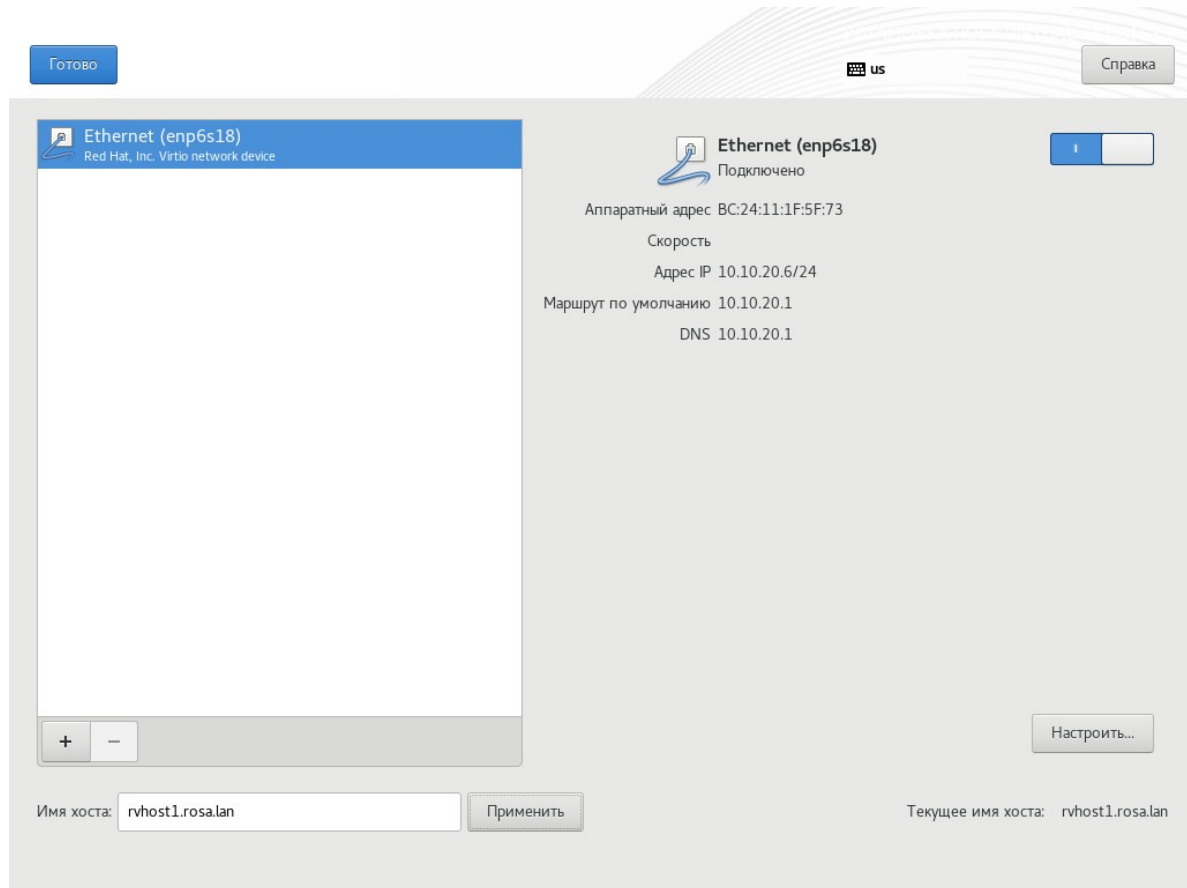 Готово
us
Справка
Ethernet (enp6s18)
Red Hat, Inc. Virtio network device
Ethernet (enp6s18)
Подключено
Аппаратный адрес BC:24:11:1F:5F:73
Скорость
Адрес IP 10.10.20.6/24
Маршрут по умолчанию 10.10.20.1
DNS 10.10.20.1
+ −
Настроить...
Имя хоста: rvhost1.rosa.lan Применить Текущее имя хоста: rvhost1.rosa.lan